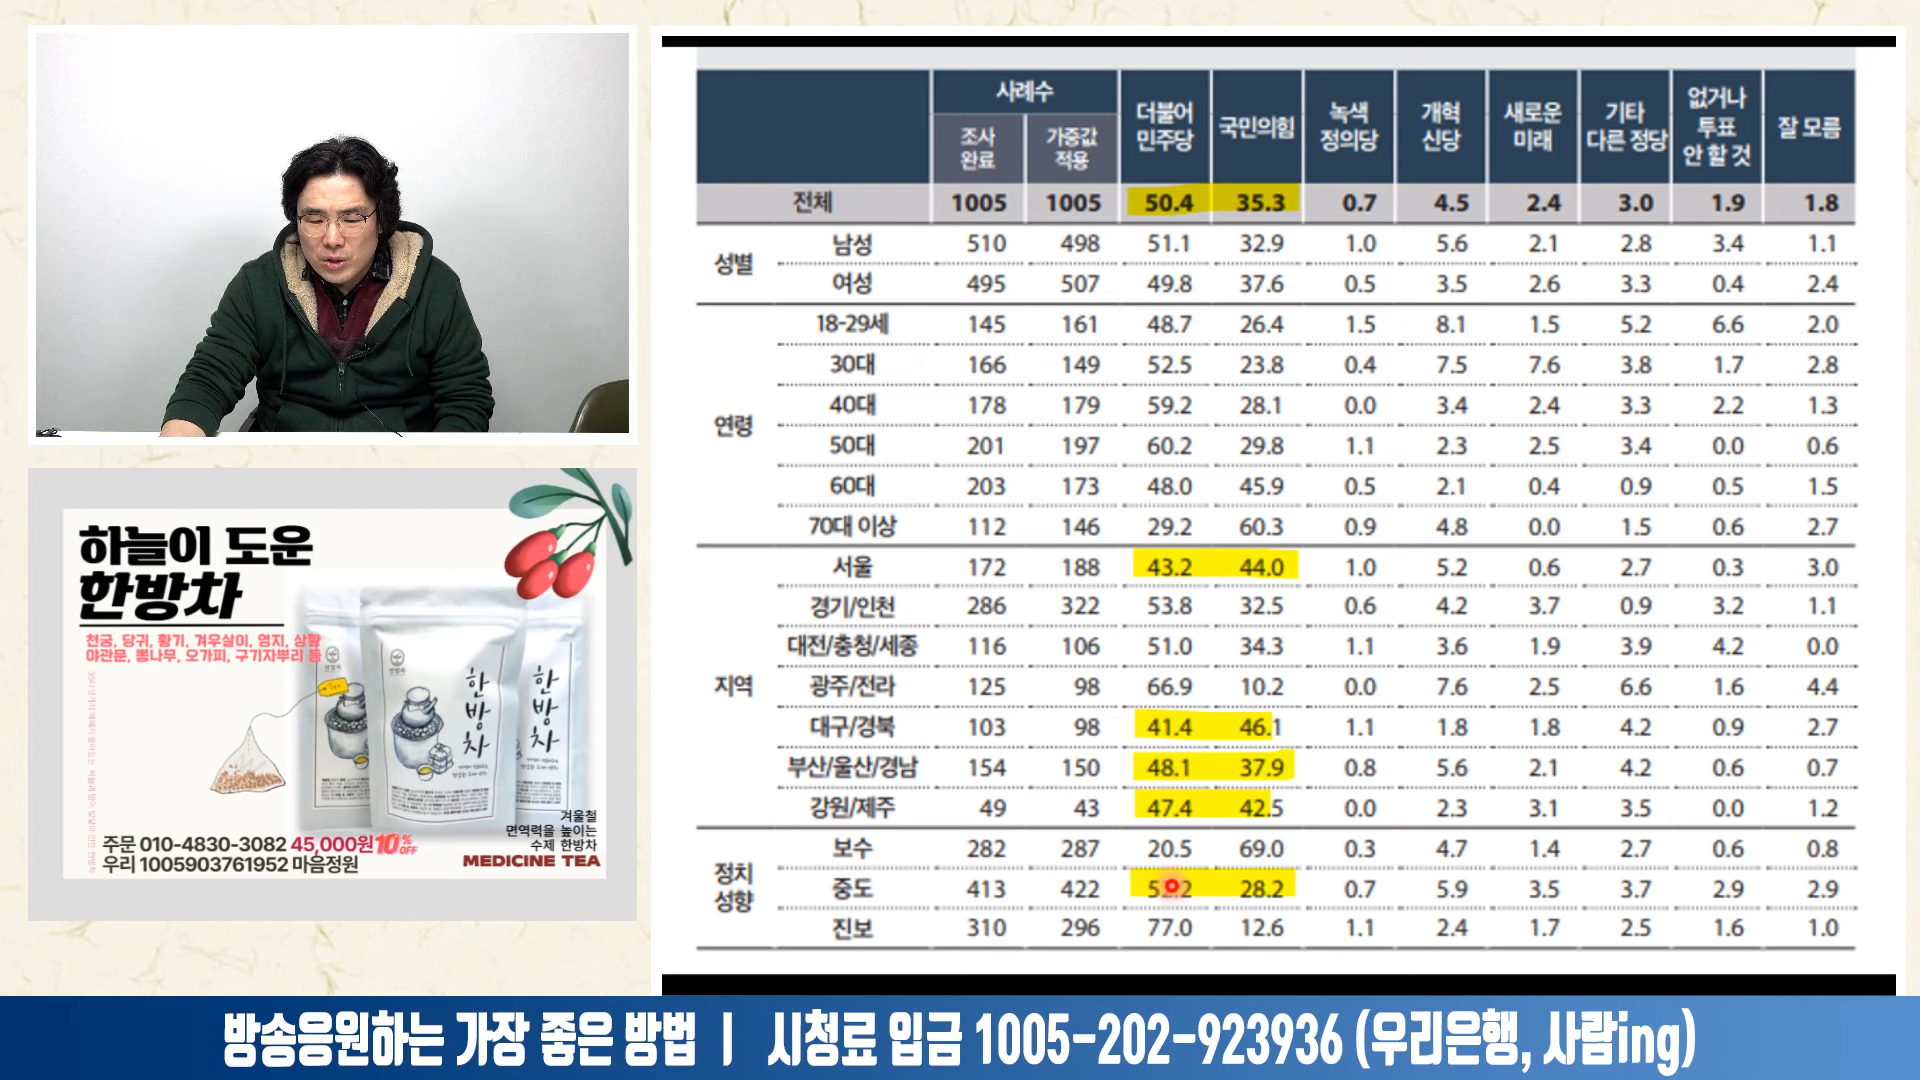 사례수
조사
완료
가중값
적용
더불어
민주당
국민의힘
녹색
정의당
개혁
신당
새로운
미래
기타
다른 정당
없거나
투표
안 할 것
잘 모름
전체 1005 1005 50.4 35.3 0.7 4.5 2.4 3.0 1.9 1.8
성별
남성 510 498 51.1 32.9 1.0 5.6 2.1 2.8 3.4 1.1
여성 495 507 49.8 37.6 0.5 3.5 2.6 3.3 0.4 2.4
연령
18-29세 145 161 48.7 26.4 1.5 8.1 1.5 5.2 6.6 2.0
30대 166 149 52.5 23.8 0.4 7.5 7.6 3.8 1.7 2.8
40대 178 179 59.2 28.1 0.0 3.4 2.4 3.3 2.2 1.3
50대 201 197 60.2 29.8 1.1 2.3 2.5 3.4 0.0 0.6
60대 203 173 48.0 45.9 0.5 2.1 0.4 0.9 0.5 1.5
70대 이상 112 146 29.2 60.3 0.9 4.8 0.0 1.5 0.6 2.7
지역
서울 172 188 43.2 44.0 1.0 5.2 0.6 2.7 0.3 3.0
경기/인천 286 322 53.8 32.5 0.6 4.2 3.7 0.9 3.2 1.1
대전/충청/세종 116 106 51.0 34.3 1.1 3.6 1.9 3.9 4.2 0.0
광주/전라 125 98 66.9 10.2 0.0 7.6 2.5 6.6 1.6 4.4
대구/경북 103 98 41.4 46.1 1.1 1.8 1.8 4.2 0.9 2.7
부산/울산/경남 154 150 48.1 37.9 0.8 5.6 2.1 4.2 0.6 0.7
강원/제주 49 43 47.4 42.5 0.0 2.3 3.1 3.5 0.0 1.2
정치
성향
보수 282 287 20.5 69.0 0.3 4.7 1.4 2.7 0.6 0.8
중도 413 422 28.2 0.7 5.9 3.5 3.7 2.9 2.9
진보 310 296 77.0 12.6 1.1 2.4 1.7 2.5 1.6 1.0
하늘이 도운
한방차
천궁, 당귀, 황기, 겨우살이, 영지, 상황
야관문, 뽕나무, 오가피, 구기자뿌리 등
한방차
한방차
겨울철
면역력을 높이는
수제 한방차
MEDICINE TEA
주문 010-4830-3082 45,000원 10% OFF
우리 1005903761952 마음정원
방송응원하는 가장 좋은 방법 | 시청료 입금 1005-202-923936 (우리은행, 사람ing)